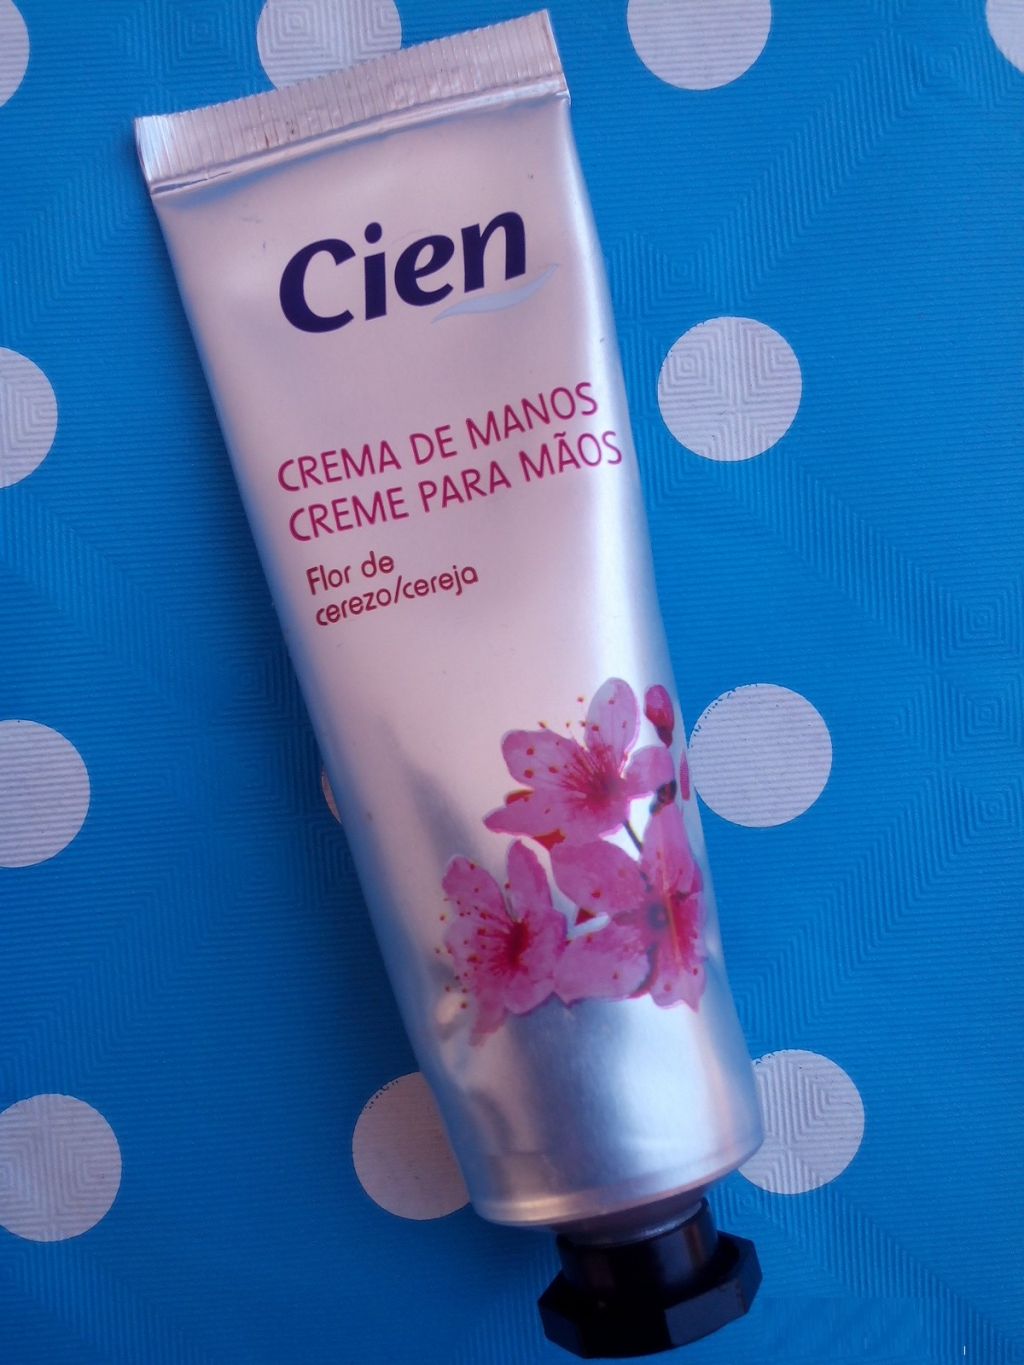 Cien
CREMA DE MANOS
CREME PARA MÃOS
Flor de
cerezo/cereja